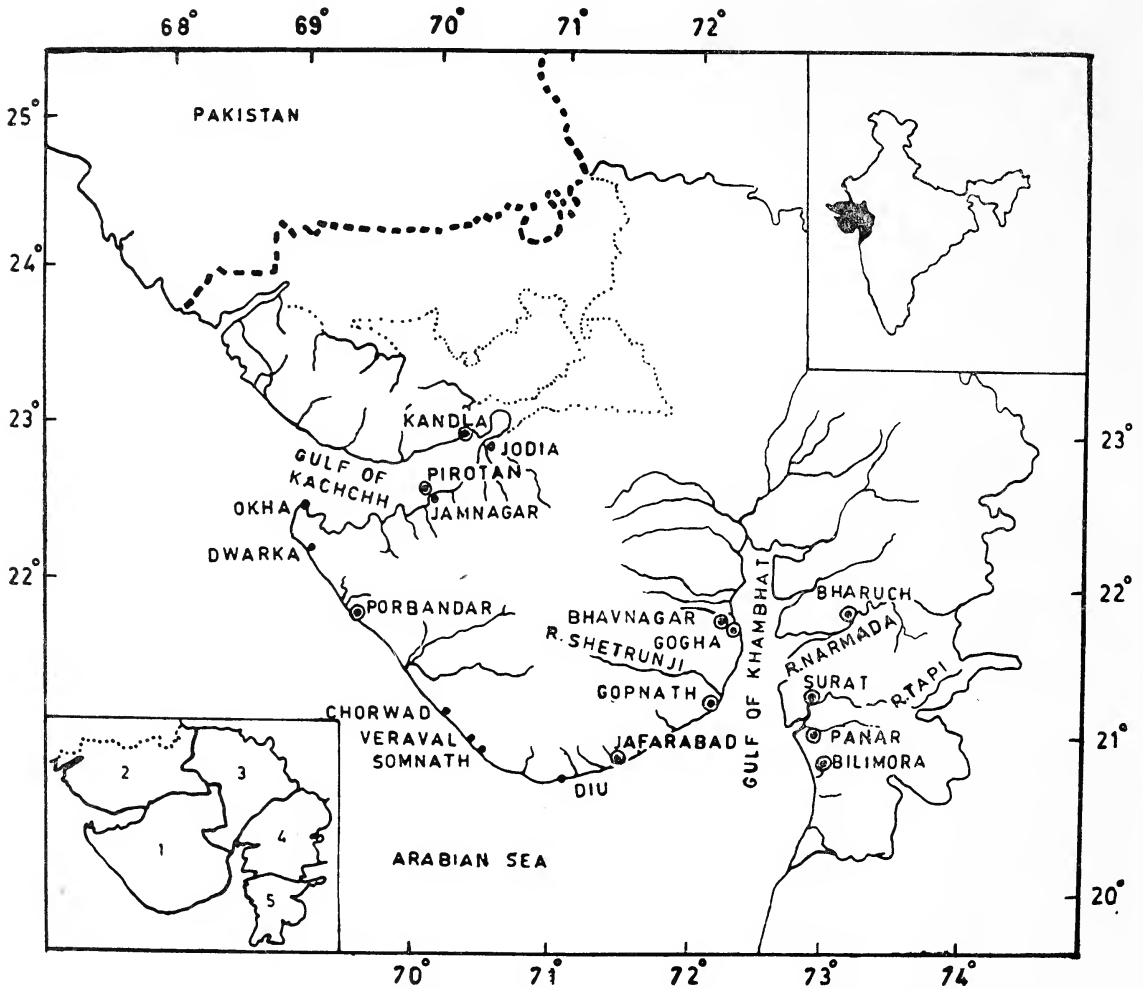 68° 69° 70° 71° 72°
25°
PAKISTAN
24°
23°
23°
KANDLA
JODIA
GULF OF
KACHCHH
PIROTAN
OKHA
JAMNAGAR
DWARKA
22°
22°
PORBANDAR
BHAVNAGAR
GOGHA
R. SHETRUNJI
GOPNATH
GULF OF KHAMBHAT
BHARUCH
R.NARMADA
SURAT
R.TAPI
CHORWAD
VERAVAL
SOMNATH
JAFARABAD
PANAR
21°
BILIMORA
DIU
2
3
1
4
5
ARABIAN SEA
20°
70° 71° 72° 73° 74°